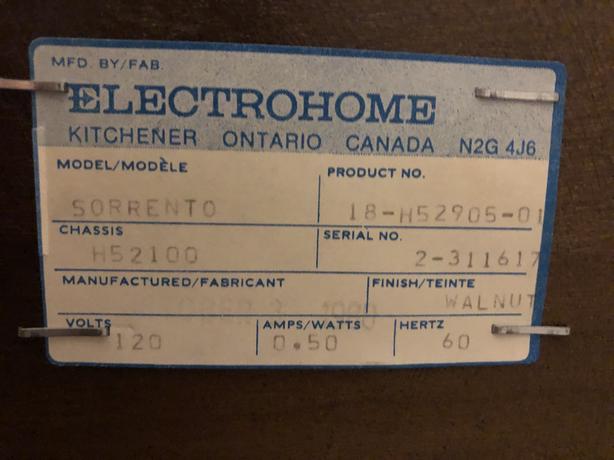 MFD. BY/FAB.
ELECTROHOME
KITCHENER ONTARIO CANADA N2G 4J6
MODEL/MODÈLE PRODUCT NO.
SORRENTO 18-H52905-01
CHASSIS SERIAL NO.
H52100 2-311617
MANUFACTURED/FABRICANT FINISH/TEINTE
WALNUT
VOLTS AMPS/WATTS HERTZ
120 0.50 60